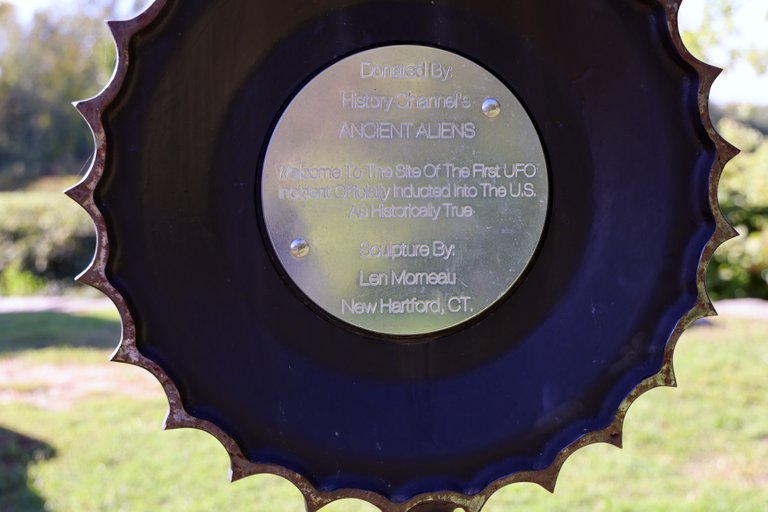 Donated By:
History Channel's
ANCIENT ALIENS
Welcome To The Site Of The First UFO
Incident Officially Inducted Into The U.S.
As Historically True
Sculpture By:
Len Morneau
New Hartford, CT.